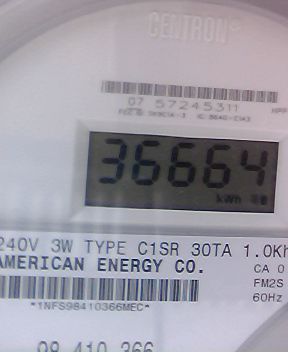 CENTRON®
07 57245311
36664
kWh
240V 3W TYPE C1SR 30TA 1.0Kh
AMERICAN ENERGY CO.
CA 0
FM2S
60Hz
*1NFS98410366MEC*
98 410 366